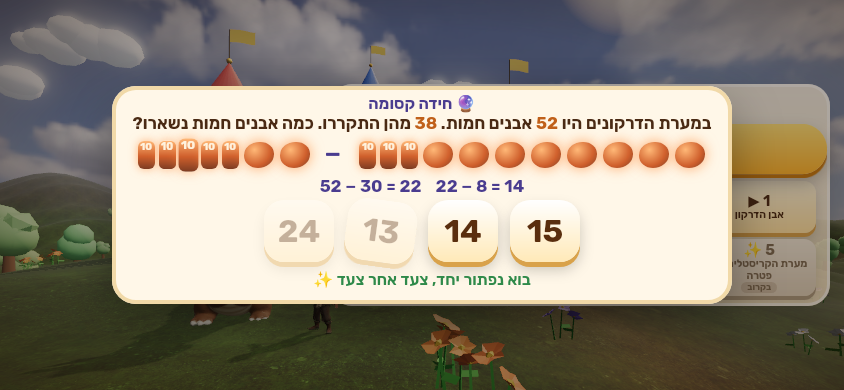 🔮 חידה קסומה
במערת הדרקונים היו 52 אבנים חמות. 38 מהן התקררו. כמה אבנים חמות נשארו?
10 10 10 10 10 – 10 10 10
52 – 30 = 22 22 – 8 = 14
24 13 14 15
בוא נפתור יחד, צעד אחר צעד ✨
1 ▶
אבן הדרקון
5 ✨
מערת הקריסטלי
פטרה
בקרוב